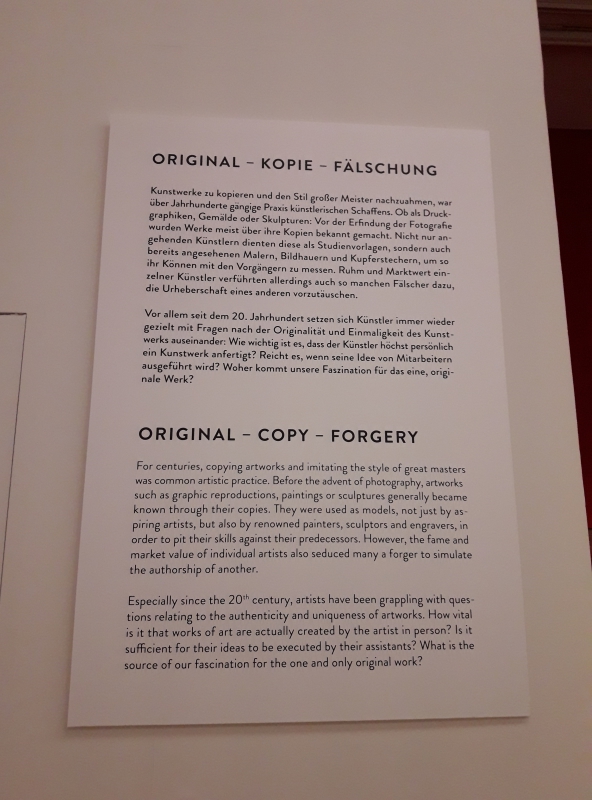 ORIGINAL – KOPIE – FÄLSCHUNG
Kunstwerke zu kopieren und den Stil großer Meister nachzuahmen, war
über Jahrhunderte gängige Praxis künstlerischen Schaffens. Ob als Druck-
graphiken, Gemälde oder Skulpturen: Vor der Erfindung der Fotografie
wurden Werke meist über ihre Kopien bekannt gemacht. Nicht nur an-
gehenden Künstlern dienten diese als Studienvorlagen, sondern auch
bereits angesehenen Malern, Bildhauern und Kupferstechern, um so
ihr Können mit den Vorgängern zu messen. Ruhm und Marktwert ein-
zelner Künstler verführten allerdings auch so manchen Fälscher dazu,
die Urheberschaft eines anderen vorzutäuschen.
Vor allem seit dem 20. Jahrhundert setzen sich Künstler immer wieder
gezielt mit Fragen nach der Originalität und Einmaligkeit des Kunst-
werks auseinander: Wie wichtig ist es, dass der Künstler höchst persönlich
ein Kunstwerk anfertigt? Reicht es, wenn seine Idee von Mitarbeitern
ausgeführt wird? Woher kommt unsere Faszination für das eine, origi-
nale Werk?
ORIGINAL – COPY – FORGERY
For centuries, copying artworks and imitating the style of great masters
was common artistic practice. Before the advent of photography, artworks
such as graphic reproductions, paintings or sculptures generally became
known through their copies. They were used as models, not just by as-
piring artists, but also by renowned painters, sculptors and engravers, in
order to pit their skills against their predecessors. However, the fame and
market value of individual artists also seduced many a forger to simulate
the authorship of another.
Especially since the 20th century, artists have been grappling with ques-
tions relating to the authenticity and uniqueness of artworks. How vital
is it that works of art are actually created by the artist in person? Is it
sufficient for their ideas to be executed by their assistants? What is the
source of our fascination for the one and only original work?